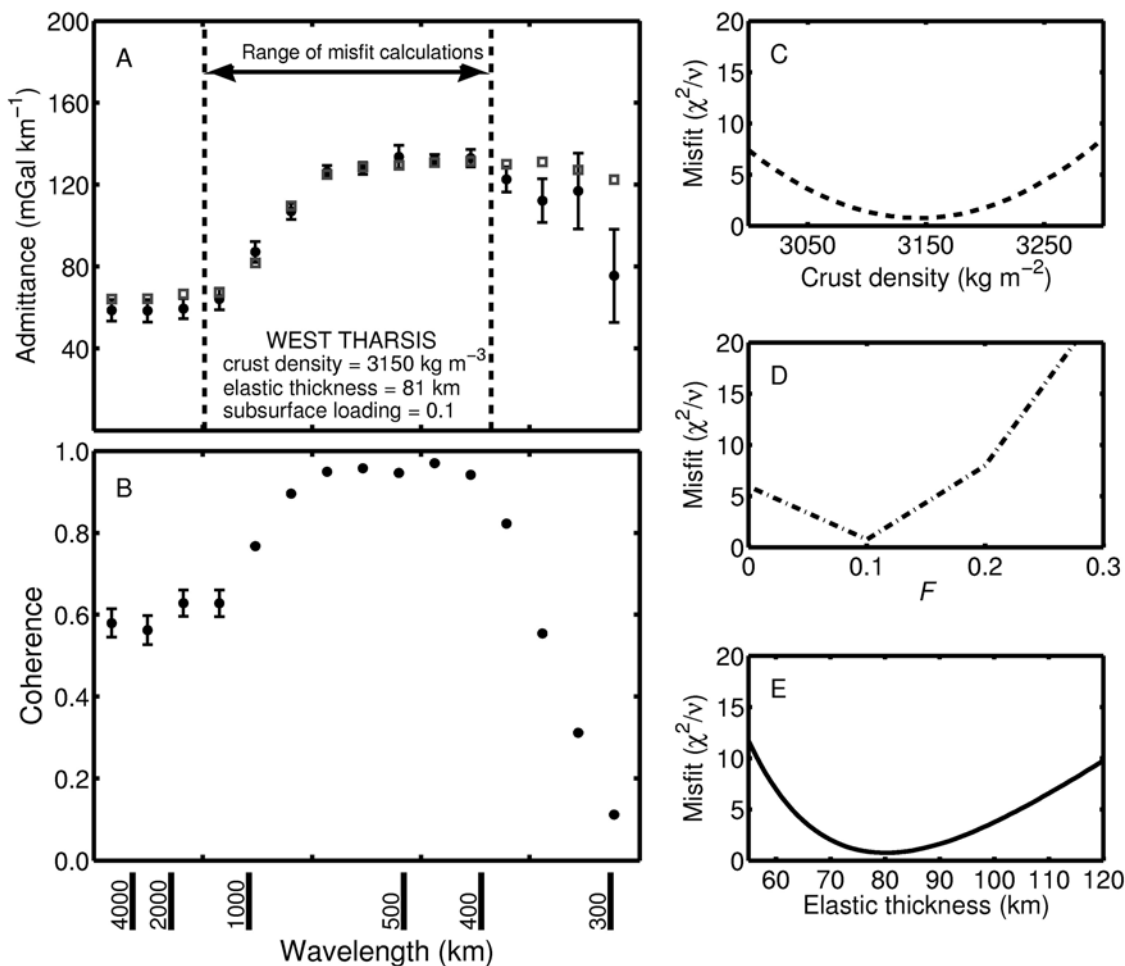 A
Range of misfit calculations
200
160
120
80
40
Admittance (mGal km⁻¹)
WEST THARSIS
crust density = 3150 kg m⁻³
elastic thickness = 81 km
subsurface loading = 0.1
B
1.0
0.8
0.6
0.4
0.2
0.0
Coherence
4000
2000
1000
500
400
300
Wavelength (km)
C
20
15
10
5
0
Misfit (χ²/ν)
3050 3150 3250
Crust density (kg m⁻²)
D
20
15
10
5
0
Misfit (χ²/ν)
0 0.1 0.2 0.3
F
E
20
15
10
5
0
Misfit (χ²/ν)
60 70 80 90 100 110 120
Elastic thickness (km)